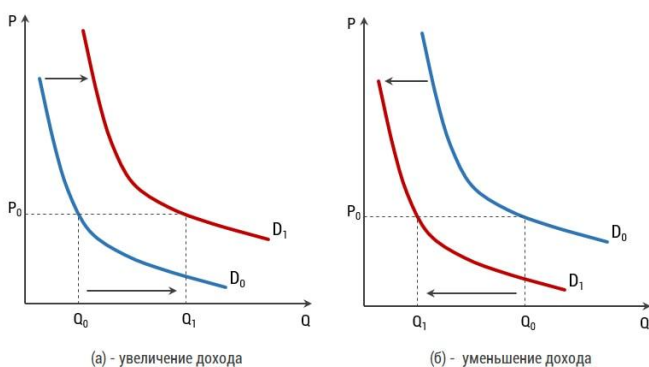 P
P₀
D₁
D₀
Q₀
Q₁
Q
(а) - увеличение дохода
P
P₀
D₀
D₁
Q₁
Q₀
Q
(б) - уменьшение дохода